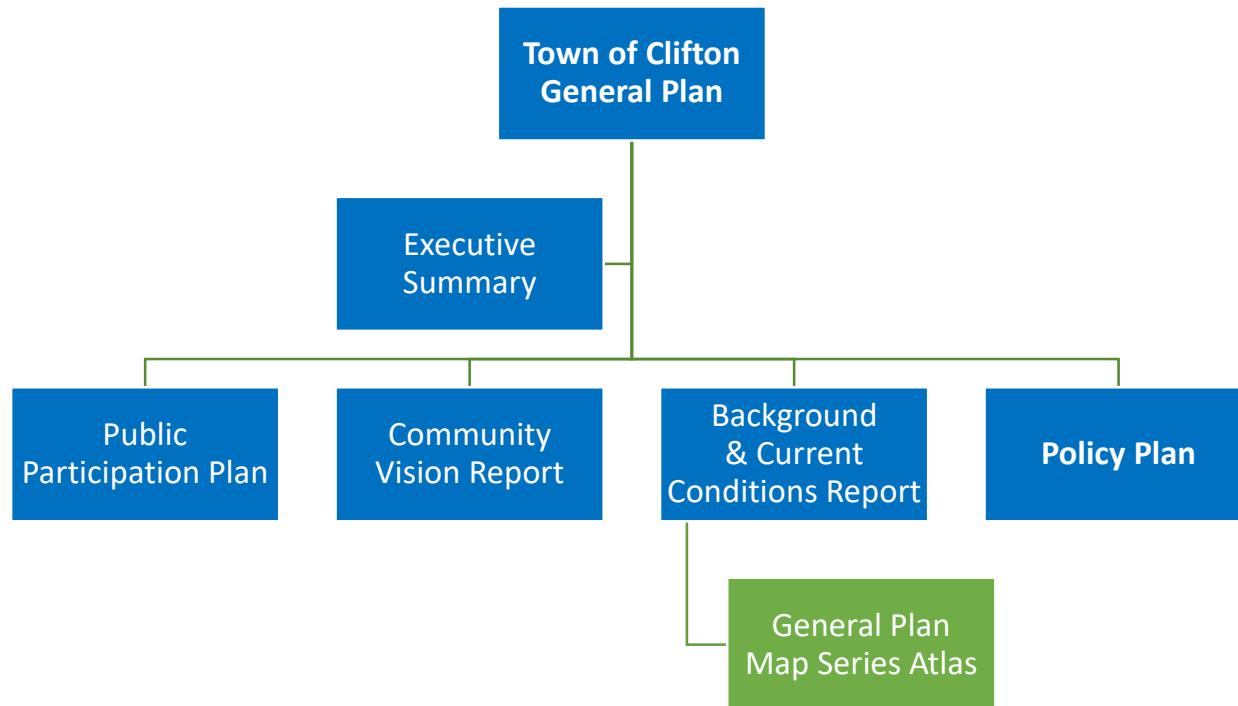 Town of Clifton
General Plan
Executive
Summary
Public
Participation Plan
Community
Vision Report
Background
& Current
Conditions Report
Policy Plan
General Plan
Map Series Atlas